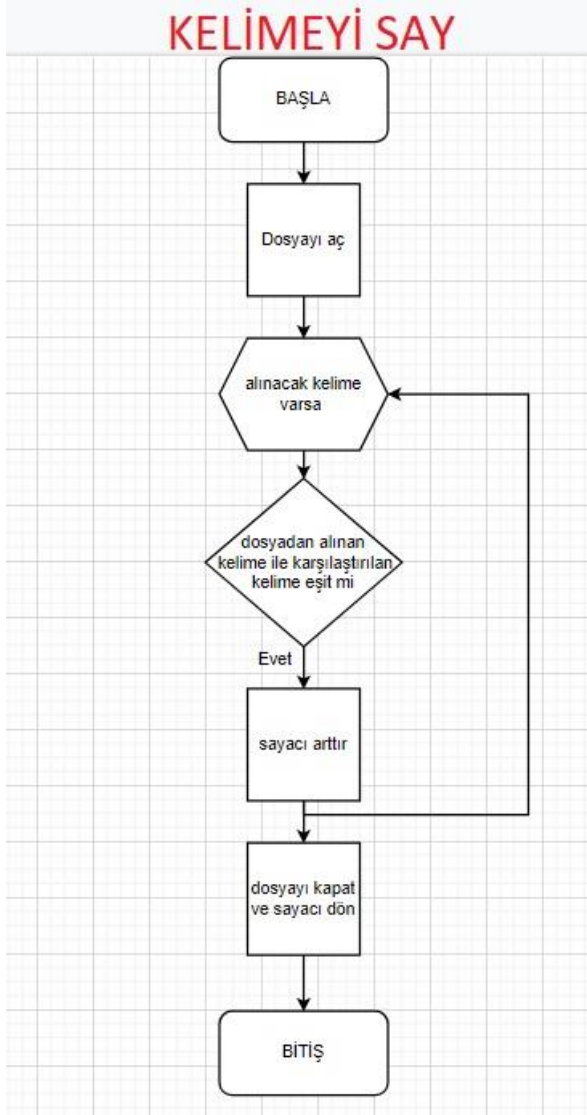 KELİMEYİ SAY
BAŞLA
Dosyayı aç
alınacak kelime
varsa
dosyadan alınan
kelime ile karşılaştırılan
kelime eşit mi
Evet
sayacı arttır
dosyayı kapat
ve sayacı dön
BİTİŞ